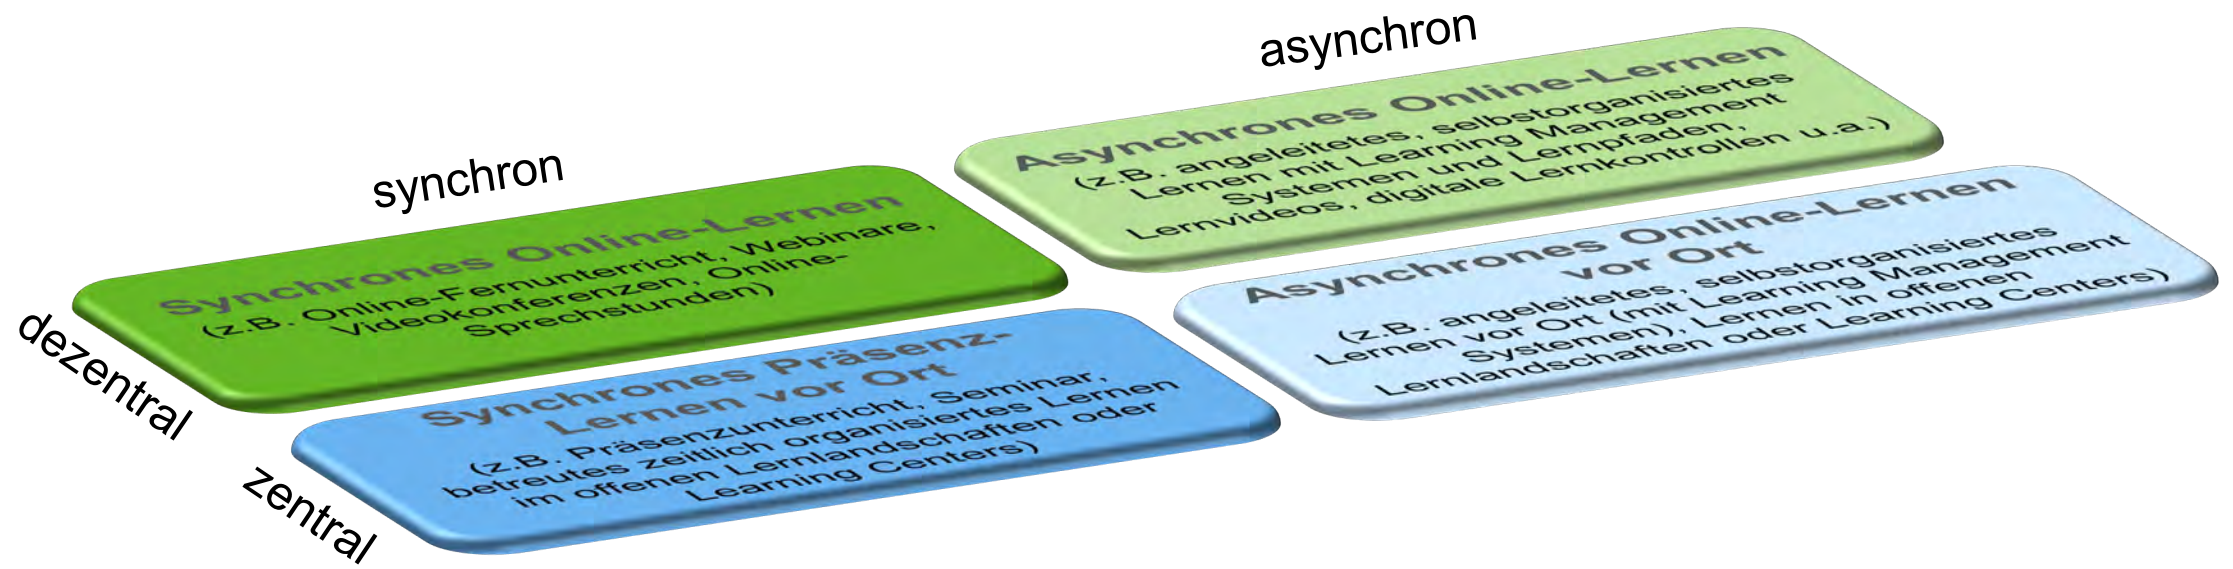 asynchron
synchron
dezentral
zentral
Synchrones Online-Lernen
(z.B. Online-Fernunterricht, Webinare,
Videokonferenzen, Online-
Sprechstunden)
Asynchrones Online-Lernen
(z.B. angeleitetes, selbstorganisiertes
Lernen mit Learning Management
Systemen und Lernpfaden,
Lernvideos, digitale Lernkontrollen u.a.)
Synchrones Präsenz-
Lernen vor Ort
(z.B. Präsenzunterricht, Seminar,
betreutes zeitlich organisiertes Lernen
im offenen Lernlandschaften oder
Learning Centers)
Asynchrones Online-Lernen
vor Ort
(z.B. angeleitetes, selbstorganisiertes
Lernen vor Ort (mit Learning Management
Systemen), Lernen in offenen
Lernlandschaften oder Learning Centers)